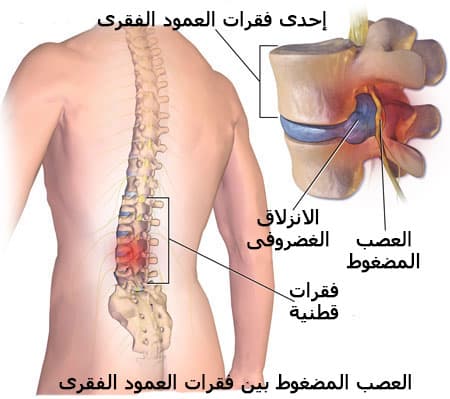 إحدى فقرات العمود الفقرى
الانزلاق
الغضروفى
العصب
المضغوط
فقرات
قطنية
العصب المضغوط بين فقرات العمود الفقرى